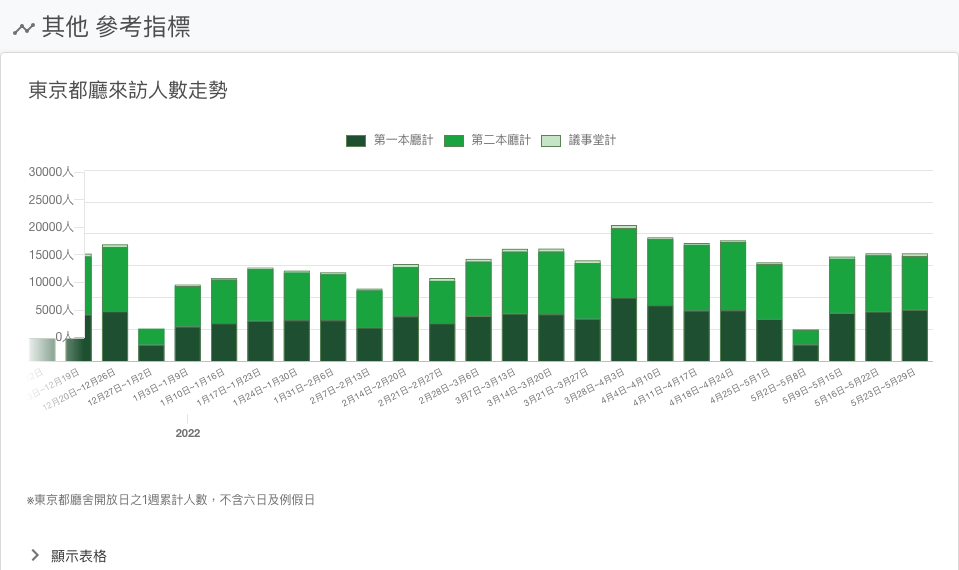 其他 參考指標
東京都廳來訪人數走勢
第一本廳計 第二本廳計 議事堂計
30000人
25000人
20000人
15000人
10000人
5000人
0人
12月20日~12月26日
12月27日~1月2日
1月3日~1月9日
1月10日~1月16日
1月17日~1月23日
1月24日~1月30日
1月31日~2月6日
2月7日~2月13日
2月14日~2月20日
2月21日~2月27日
2月28日~3月6日
3月7日~3月13日
3月14日~3月20日
3月21日~3月27日
3月28日~4月3日
4月4日~4月10日
4月11日~4月17日
4月18日~4月24日
4月25日~5月1日
5月2日~5月8日
5月9日~5月15日
5月16日~5月22日
5月23日~5月29日
2022
※東京都廳舍開放日之1週累計人數，不含六日及例假日
顯示表格